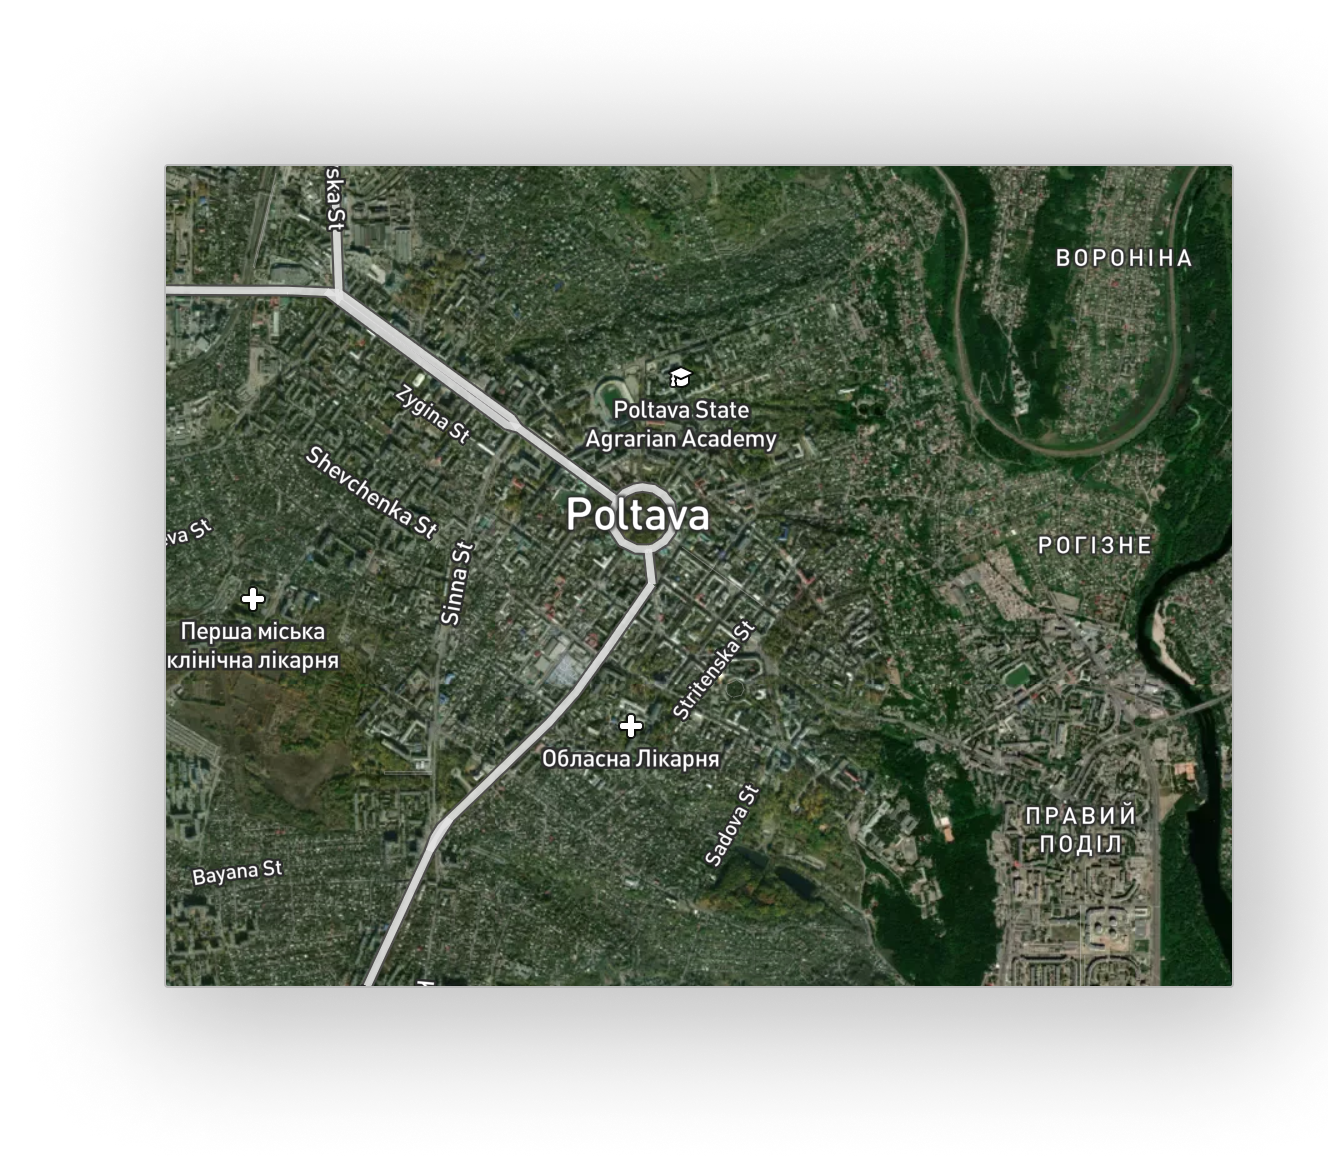 ska St
ВОРОНІНА
Zygina St
Poltava State
Agrarian Academy
Shevchenka St
Poltava
va St
РОГІЗНЕ
Sinna St
Перша міська
клінічна лікарня
Stritenska St
Обласна Лікарня
ПРАВИЙ
ПОДІЛ
Sadova St
Bayana St